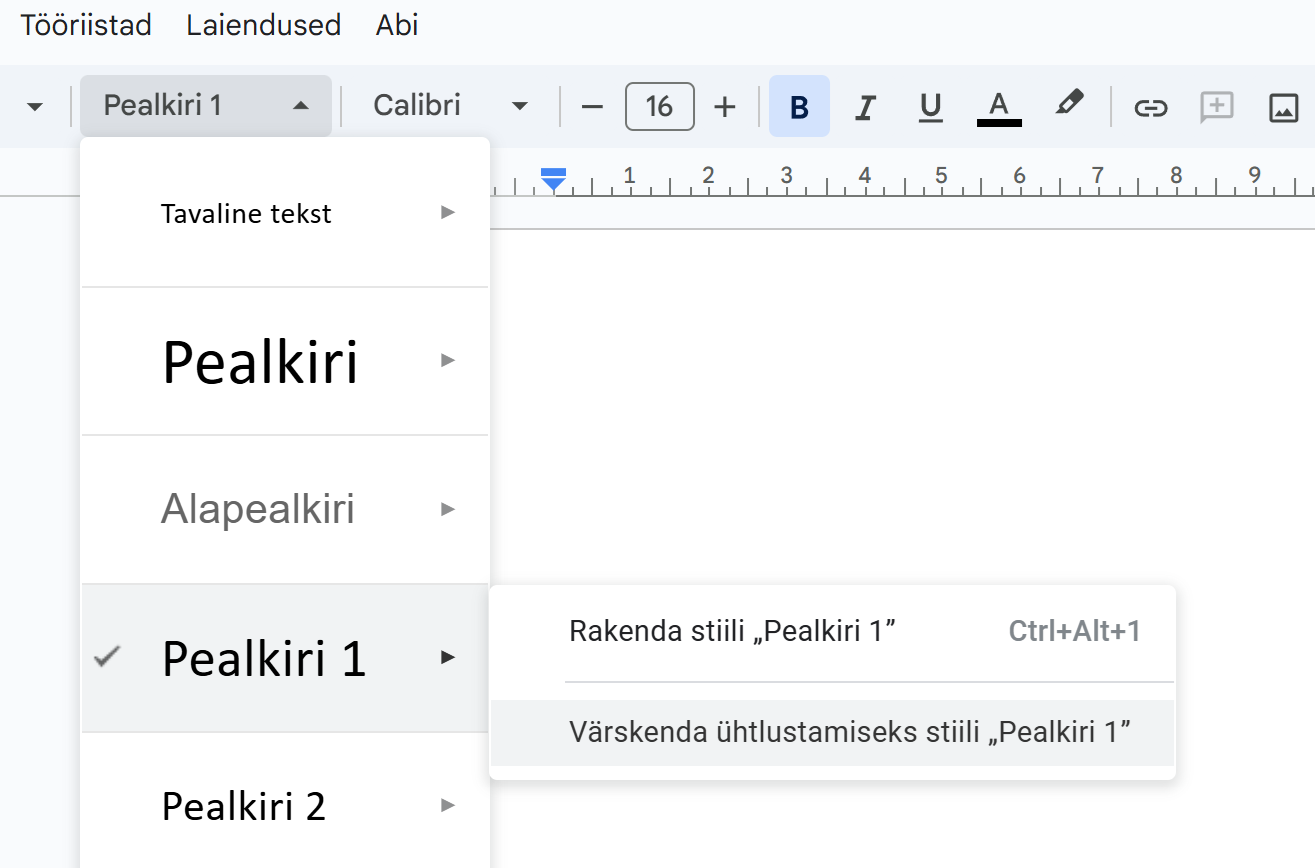 Tööriistad Laiendused Abi
Pealkiri 1 Calibri 16 B I U A
1 2 3 4 5 6 7 8 9
Tavaline tekst
Pealkiri
Alapealkiri
Pealkiri 1
Rakenda stiili „Pealkiri 1” Ctrl+Alt+1
Värskenda ühtlustamiseks stiili „Pealkiri 1”
Pealkiri 2